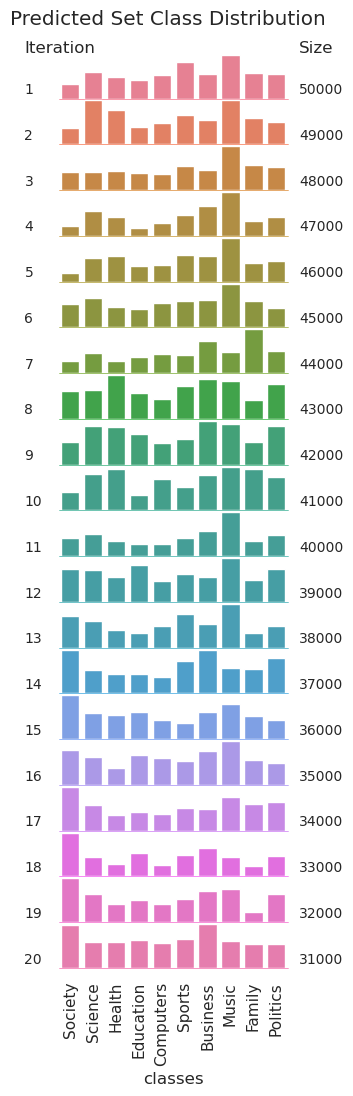 Predicted Set Class Distribution
Iteration Size
1 50000
2 49000
3 48000
4 47000
5 46000
6 45000
7 44000
8 43000
9 42000
10 41000
11 40000
12 39000
13 38000
14 37000
15 36000
16 35000
17 34000
18 33000
19 32000
20 31000
Society
Science
Health
Education
Computers
Sports
Business
Music
Family
Politics
classes